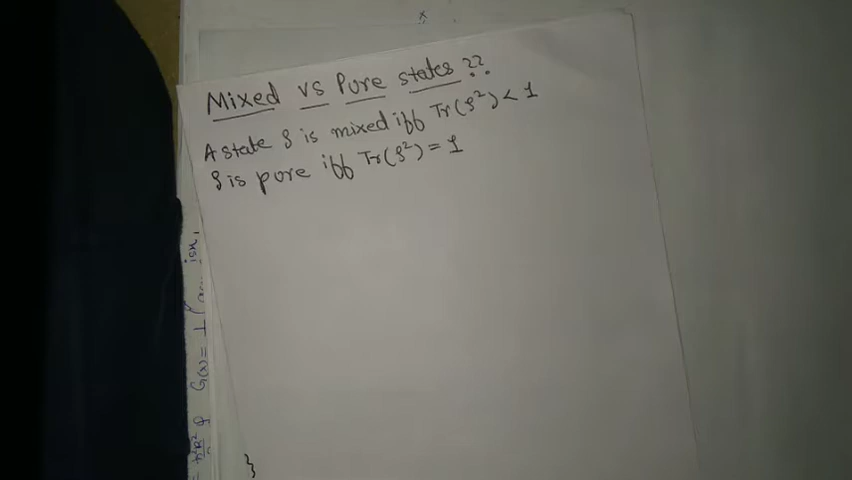 Mixed vs Pure states ??
A state ρ is mixed iff Tr(ρ²) < 1
ρ is pure iff Tr(ρ²) = 1